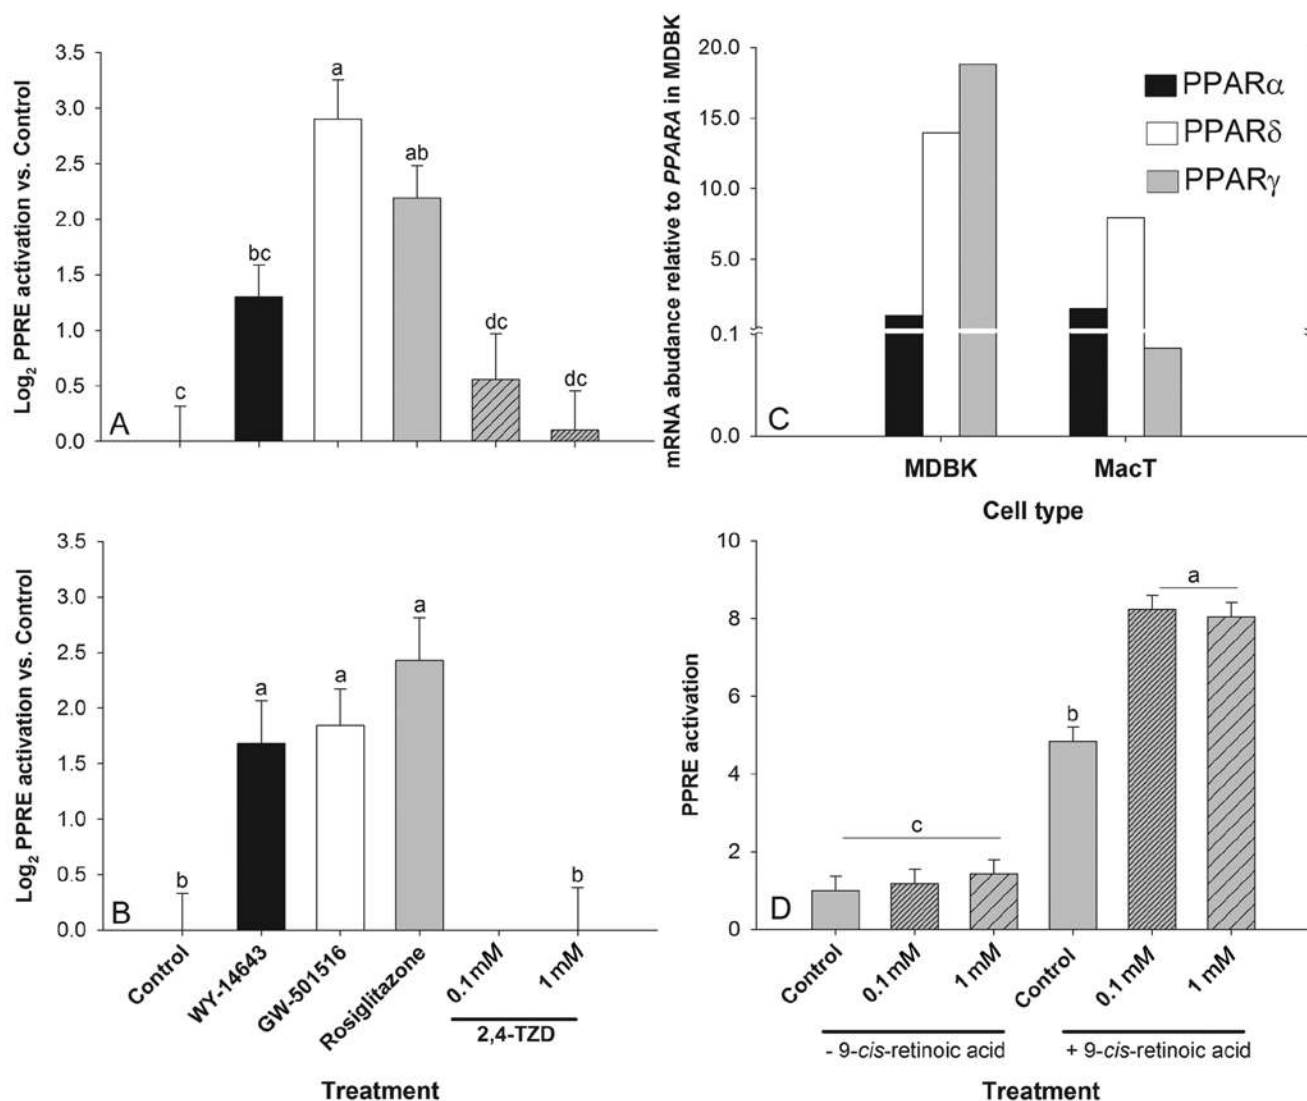 Log2 PPRE activation vs. Control
3.5
3.0
2.5
2.0
1.5
1.0
0.5
0.0
A
c
bc
a
ab
dc
dc
mRNA abudance relative to PPARA in MDBK
20.0
15.0
10.0
5.0
0.1
0.0
C
PPARα
PPARδ
PPARγ
MDBK
MacT
Cell type
Log2 PPRE activation vs. Control
3.5
3.0
2.5
2.0
1.5
1.0
0.5
0.0
B
b
a
a
a
b
Control
WY-14643
GW-501516
Rosiglitazone
0.1 mM
1 mM
2,4-TZD
Treatment
PPRE activation
10
8
6
4
2
0
D
c
b
a
Control
0.1 mM
1 mM
Control
0.1 mM
1 mM
- 9-cis-retinoic acid
+ 9-cis-retinoic acid
Treatment